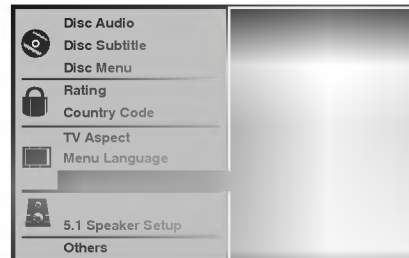 Disc Audio
Disc Subtitle
Disc Menu
Rating
Country Code
TV Aspect
Menu Language
5.1 Speaker Setup
Others